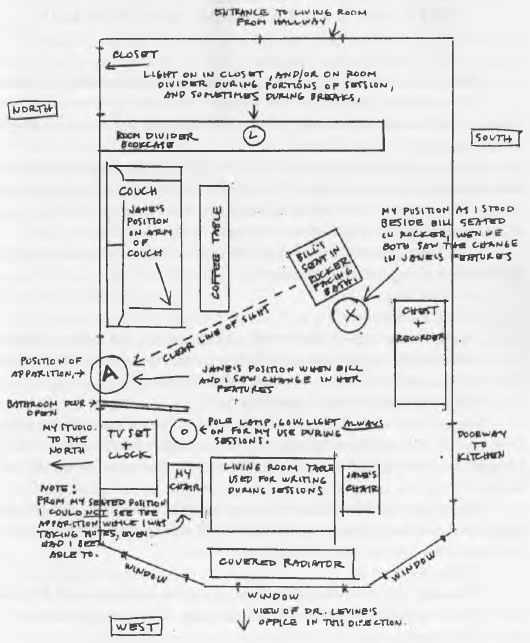 ENTRANCE TO LIVING ROOM
FROM HALLWAY
CLOSET
LIGHT ON IN CLOSET, AND/OR ON ROOM
DIVIDER DURING PORTIONS OF SESSION,
AND SOMETIMES DURING BREAKS.
NORTH
SOUTH
L
ROOM DIVIDER
BOOKCASE
COUCH
JANE'S
POSITION
ON ARM
OF
COUCH
COFFEE TABLE
BILL'S
SEAT IN
ROCKER
FACING
BATH.
MY POSITION AS I STOOD
BESIDE BILL SEATED
IN ROCKER, WHEN WE
BOTH SAW THE CHANGE
IN JANE'S FEATURES
X
CLEAR LINE OF SIGHT
CHEST
+
RECORDER
POSITION OF
APPARITION,
A
JANE'S POSITION WHEN BILL
AND I SAW CHANGE IN HER
FEATURES
BATHROOM DOOR
OPEN
MY STUDIO
TO THE
NORTH
TV SET
+
CLOCK
O
POLE LAMP, 60W. LIGHT ALWAYS
ON FOR MY USE DURING
SESSIONS.
DOORWAY
TO
KITCHEN
MY
CHAIR
LIVING ROOM TABLE
USED FOR WRITING
DURING SESSIONS
JANE'S
CHAIR
NOTE:
FROM MY SEATED POSITION
I COULD NOT SEE THE
APPARITION WHILE I WAS
TAKING NOTES, EVEN
HAD I BEEN
ABLE TO.
COVERED RADIATOR
WINDOW
WINDOW
WINDOW
VIEW OF DR. LEVINE'S
OFFICE IN THIS DIRECTION.
WEST